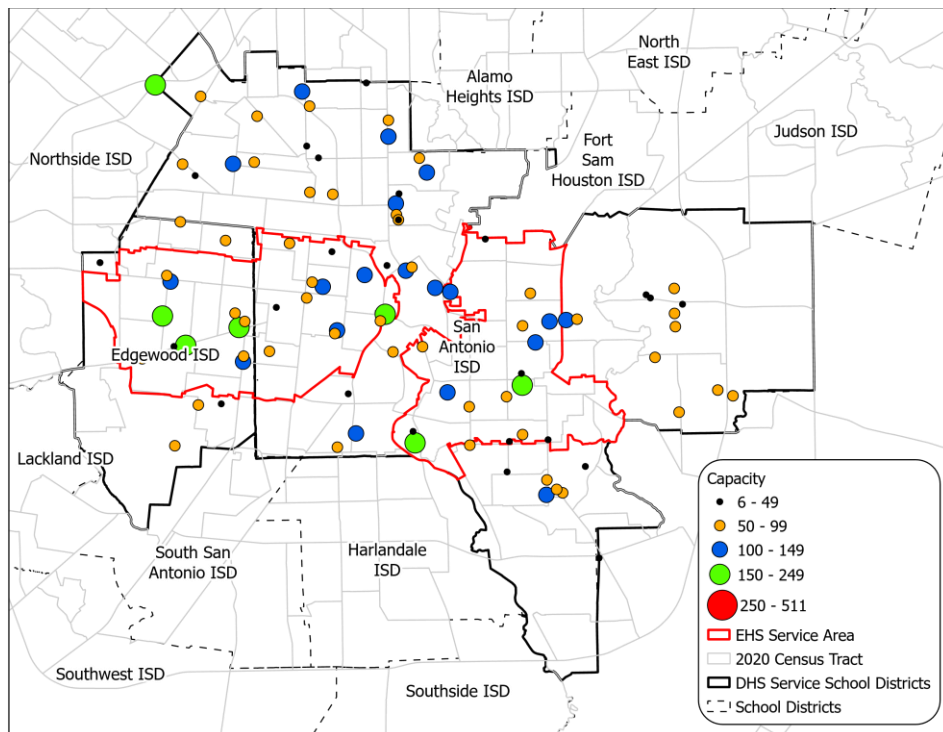 North
East ISD
Alamo
Heights ISD
Judson ISD
Northside ISD
Fort
Sam
Houston ISD
San
Antonio
ISD
Edgewood ISD
Lackland ISD
South San
Antonio ISD
Harlandale
ISD
Southwest ISD
Southside ISD
Capacity
6 - 49
50 - 99
100 - 149
150 - 249
250 - 511
EHS Service Area
2020 Census Tract
DHS Service School Districts
School Districts